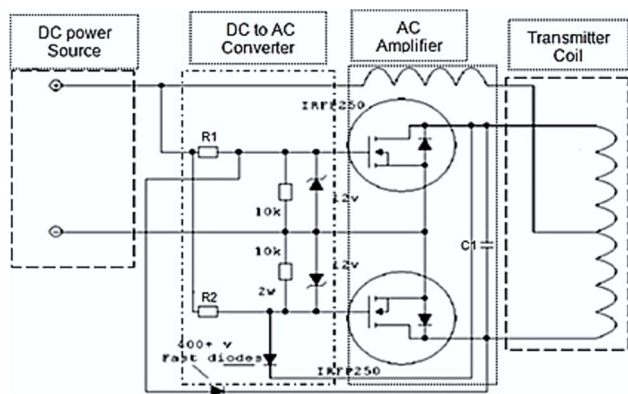 DC power
Source
DC to AC
Converter
AC
Amplifier
Transmitter
Coil
IRFP250
R1
10k
12v
10k
12v
2w
C1
R2
400+ v
Fast diodes
IRFP250